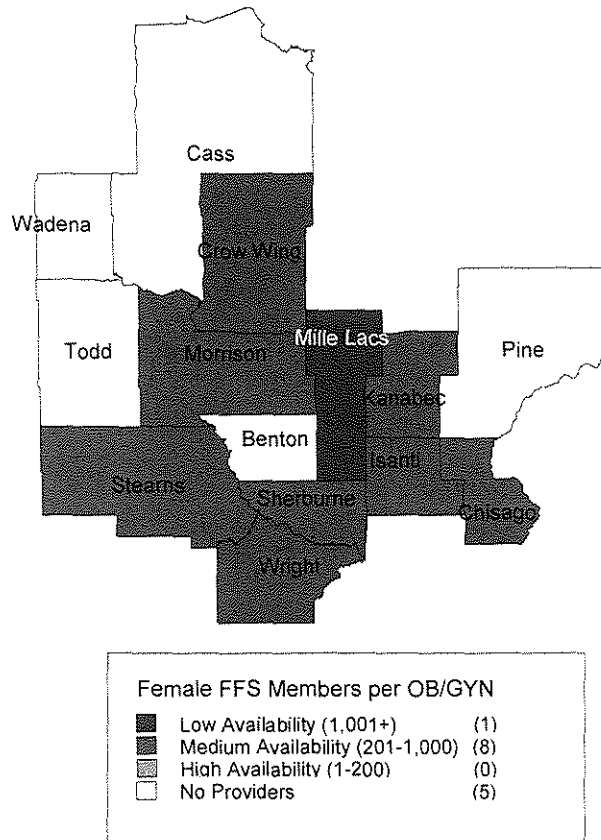 Cass
Wadena
Crow Wing
Mille Lacs
Todd
Morrison
Pine
Kanabec
Benton
Isanti
Stearns
Sherburne
Chisago
Wright
Female FFS Members per OB/GYN
Low Availability (1,001+) (1)
Medium Availability (201-1,000) (8)
High Availability (1-200) (0)
No Providers (5)